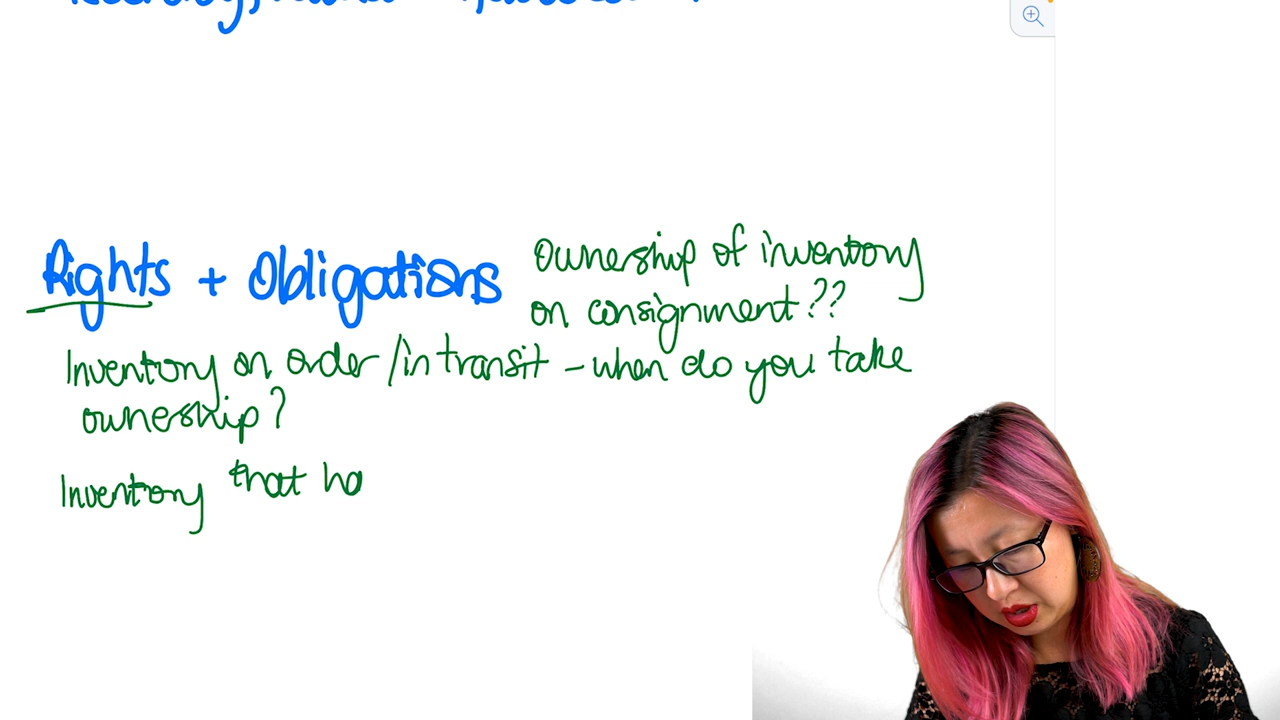 Rights + Obligations
Ownership of inventory
on consignment??
Inventory on order/in transit - when do you take
ownership?
Inventory that ha